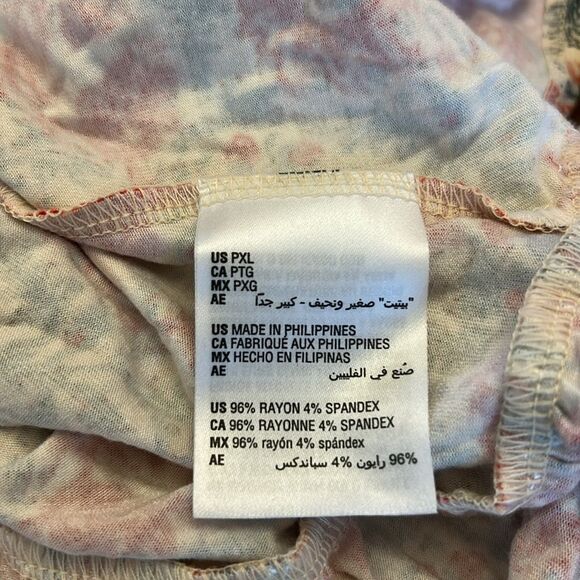 US PXL
CA PTG
MX PXG
AE "بيتيت" صغير ونحيف - كبير جدًا
US MADE IN PHILIPPINES
CA FABRIQUÉ AUX PHILIPPINES
MX HECHO EN FILIPINAS
AE صُنع في الفلبين
US 96% RAYON 4% SPANDEX
CA 96% RAYONNE 4% SPANDEX
MX 96% rayón 4% spándex
AE 96% رايون 4% سباندكس